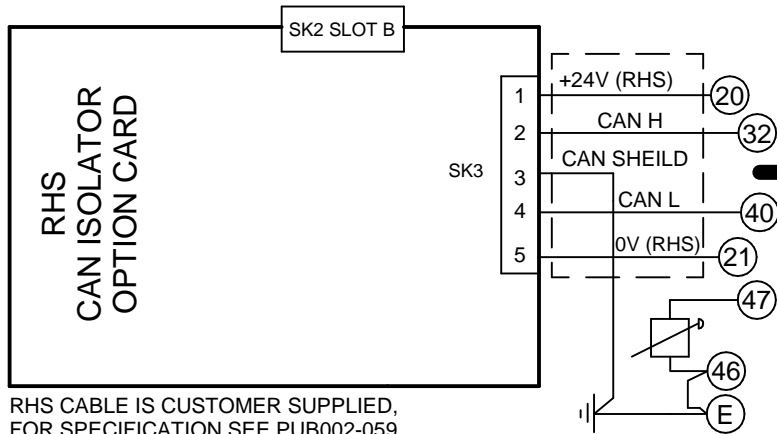 SK2 SLOT B
RHS
CAN ISOLATOR
OPTION CARD
SK3
1
2
3
4
5
+24V (RHS)
CAN H
CAN SHEILD
CAN L
0V (RHS)
20
32
40
21
47
46
E
RHS CABLE IS CUSTOMER SUPPLIED,
FOR SPECIFICATION SEE PUB002-059